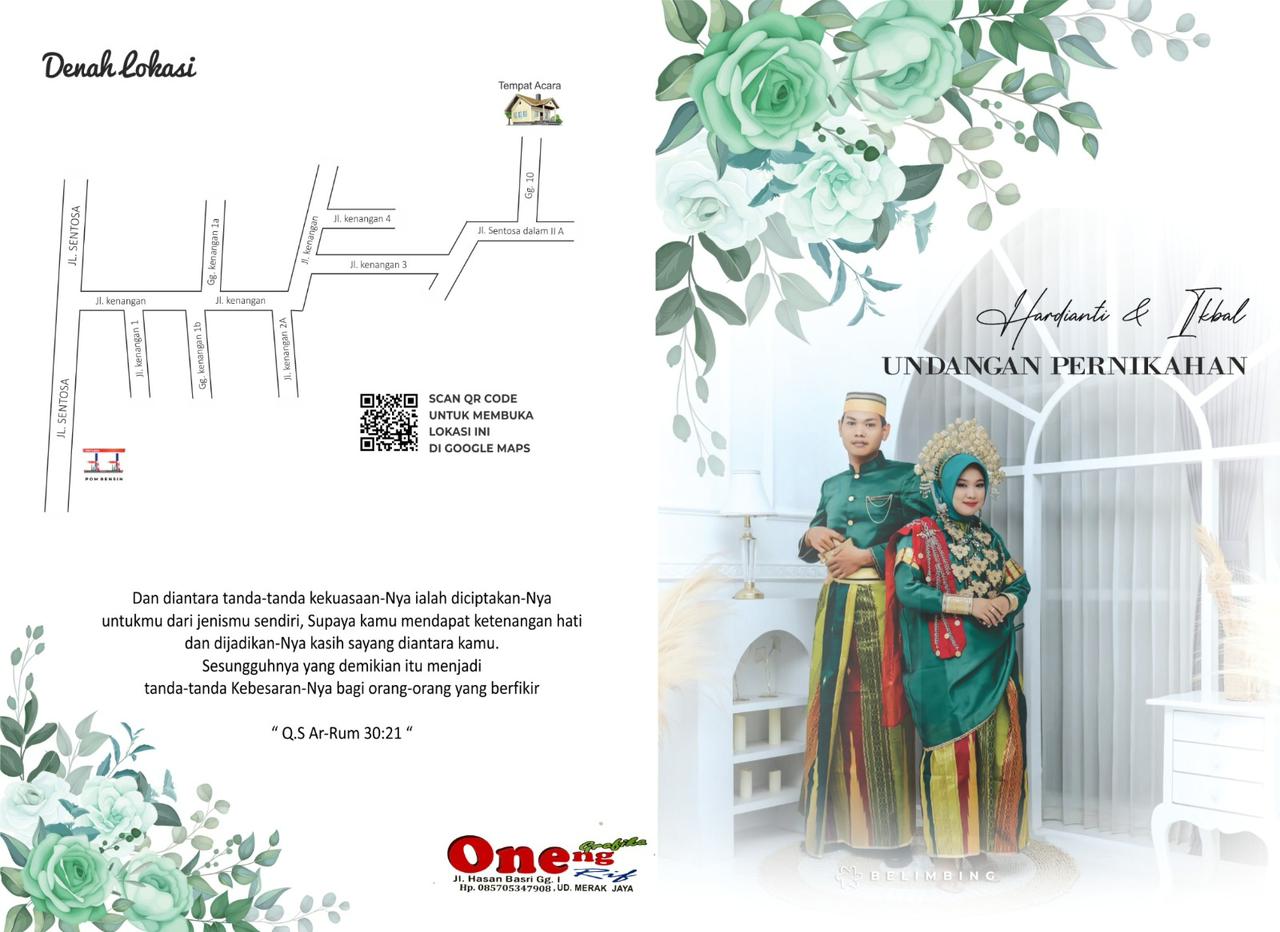 Denah Lokasi
Tempat Acara
Gg. 10
JL. SENTOSA
Gg. kenangan 1a
Jl. kenangan
Jl. kenangan 4
Jl. Sentosa dalam II A
Jl. kenangan 3
Jl. kenangan
Jl. kenangan
Jl. kenangan 1
Gg. kenangan 1b
Jl. kenangan 2A
JL. SENTOSA
POM BENSIN
SCAN QR CODE
UNTUK MEMBUKA
LOKASI INI
DI GOOGLE MAPS
Dan diantara tanda-tanda kekuasaan-Nya ialah diciptakan-Nya
untukmu dari jenismu sendiri, Supaya kamu mendapat ketenangan hati
dan dijadikan-Nya kasih sayang diantara kamu.
Sesungguhnya yang demikian itu menjadi
tanda-tanda Kebesaran-Nya bagi orang-orang yang berfikir
“ Q.S Ar-Rum 30:21 “
Oneng Grafika
Rif
Jl. Hasan Basri Gg. I
Hp. 085705347908 . UD. MERAK JAYA
Hardianti & Ikbal
UNDANGAN PERNIKAHAN
BELIMBING